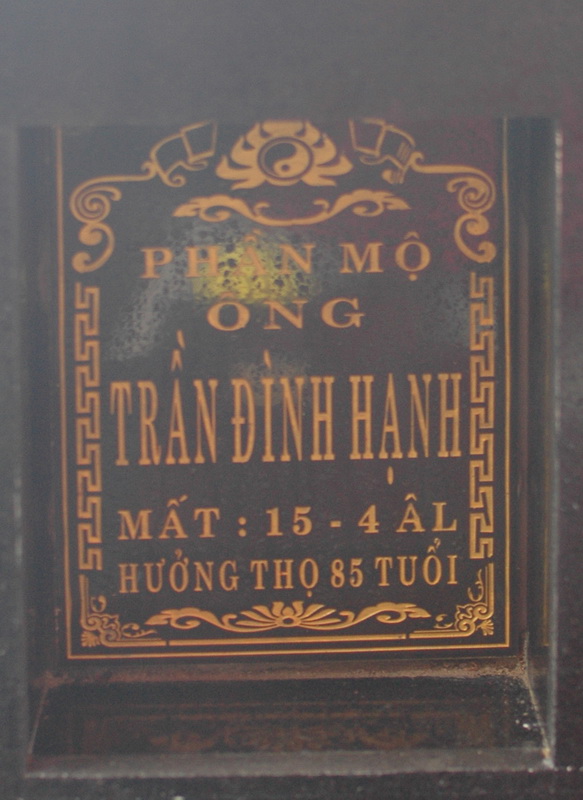 PHẦN MỘ
ÔNG
TRẦN ĐÌNH HẠNH
MẤT : 15 - 4 ÂL
HƯỞNG THỌ 85 TUỔI